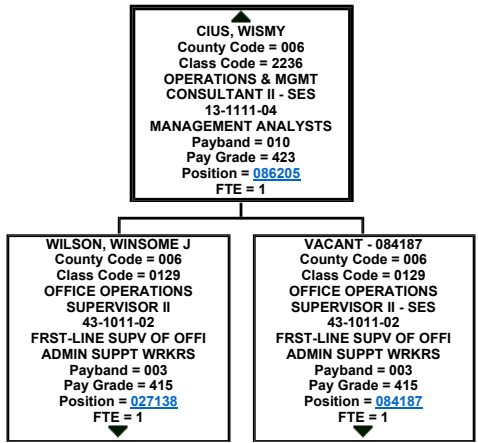 CIUS, WISMY
County Code = 006
Class Code = 2236
OPERATIONS & MGMT
CONSULTANT II - SES
13-1111-04
MANAGEMENT ANALYSTS
Payband = 010
Pay Grade = 423
Position = 086205
FTE = 1
WILSON, WINSOME J
County Code = 006
Class Code = 0129
OFFICE OPERATIONS
SUPERVISOR II
43-1011-02
FRST-LINE SUPV OF OFFI
ADMIN SUPPT WRKRS
Payband = 003
Pay Grade = 415
Position = 027138
FTE = 1
VACANT - 084187
County Code = 006
Class Code = 0129
OFFICE OPERATIONS
SUPERVISOR II - SES
43-1011-02
FRST-LINE SUPV OF OFFI
ADMIN SUPPT WRKRS
Payband = 003
Pay Grade = 415
Position = 084187
FTE = 1